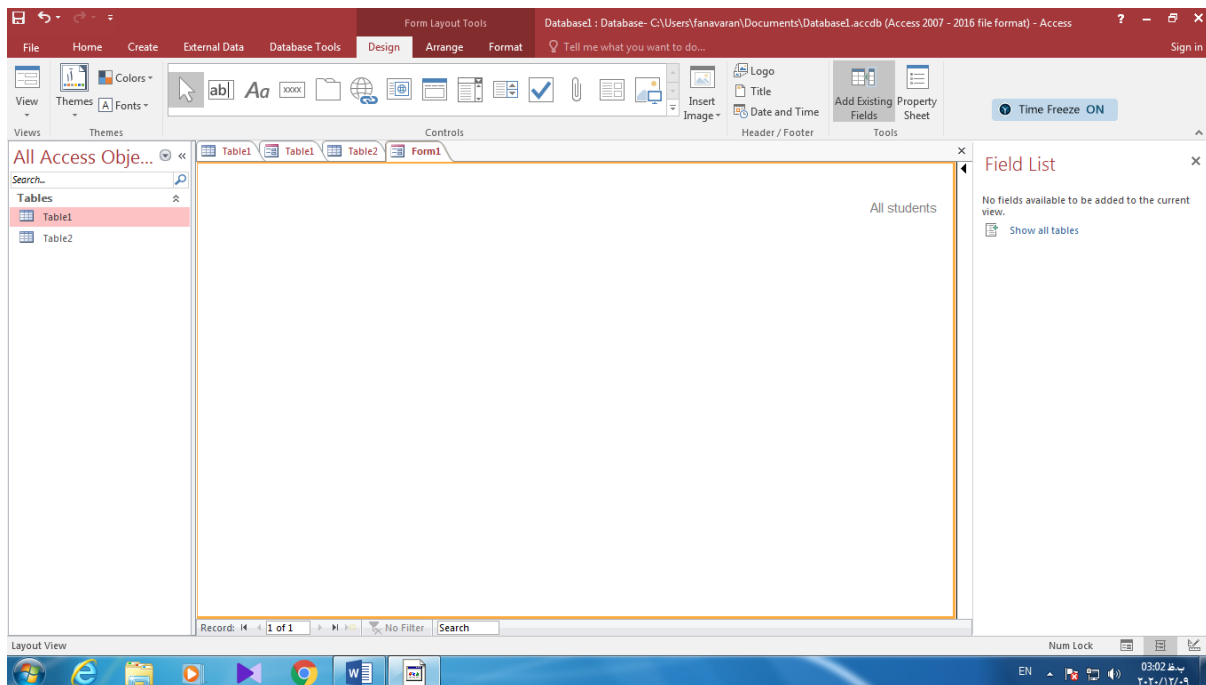 Form Layout Tools
Database1 : Database- C:\Users\fanavaran\Documents\Database1.accdb (Access 2007 - 2016 file format) - Access
?
File Home Create External Data Database Tools Design Arrange Format Tell me what you want to do... Sign in
View
Views
Themes
Colors
Fonts
Themes
ab| Aa xxxx
Controls
Insert Image
Logo
Title
Date and Time
Header / Footer
Add Existing Fields
Property Sheet
Tools
Time Freeze ON
All Access Obje...
Search...
Tables
Table1
Table2
Table1 Table1 Table2 Form1
All students
Field List
No fields available to be added to the current
view.
Show all tables
Record: 1 of 1 No Filter Search
Layout View Num Lock
EN
03:02 ب.ظ
۲۰۲۰/۱۲/۰۹